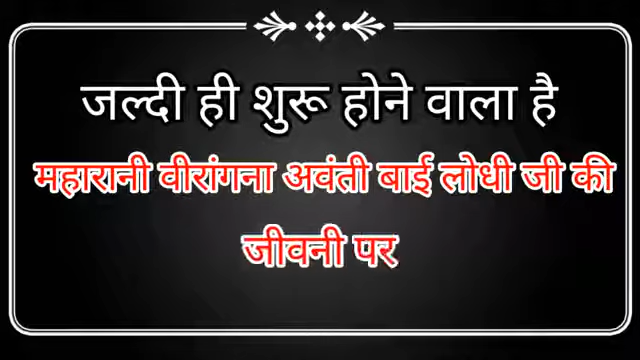 जल्दी ही शुरू होने वाला है
महारानी वीरांगना अवंती बाई लोधी जी की
जीवनी पर